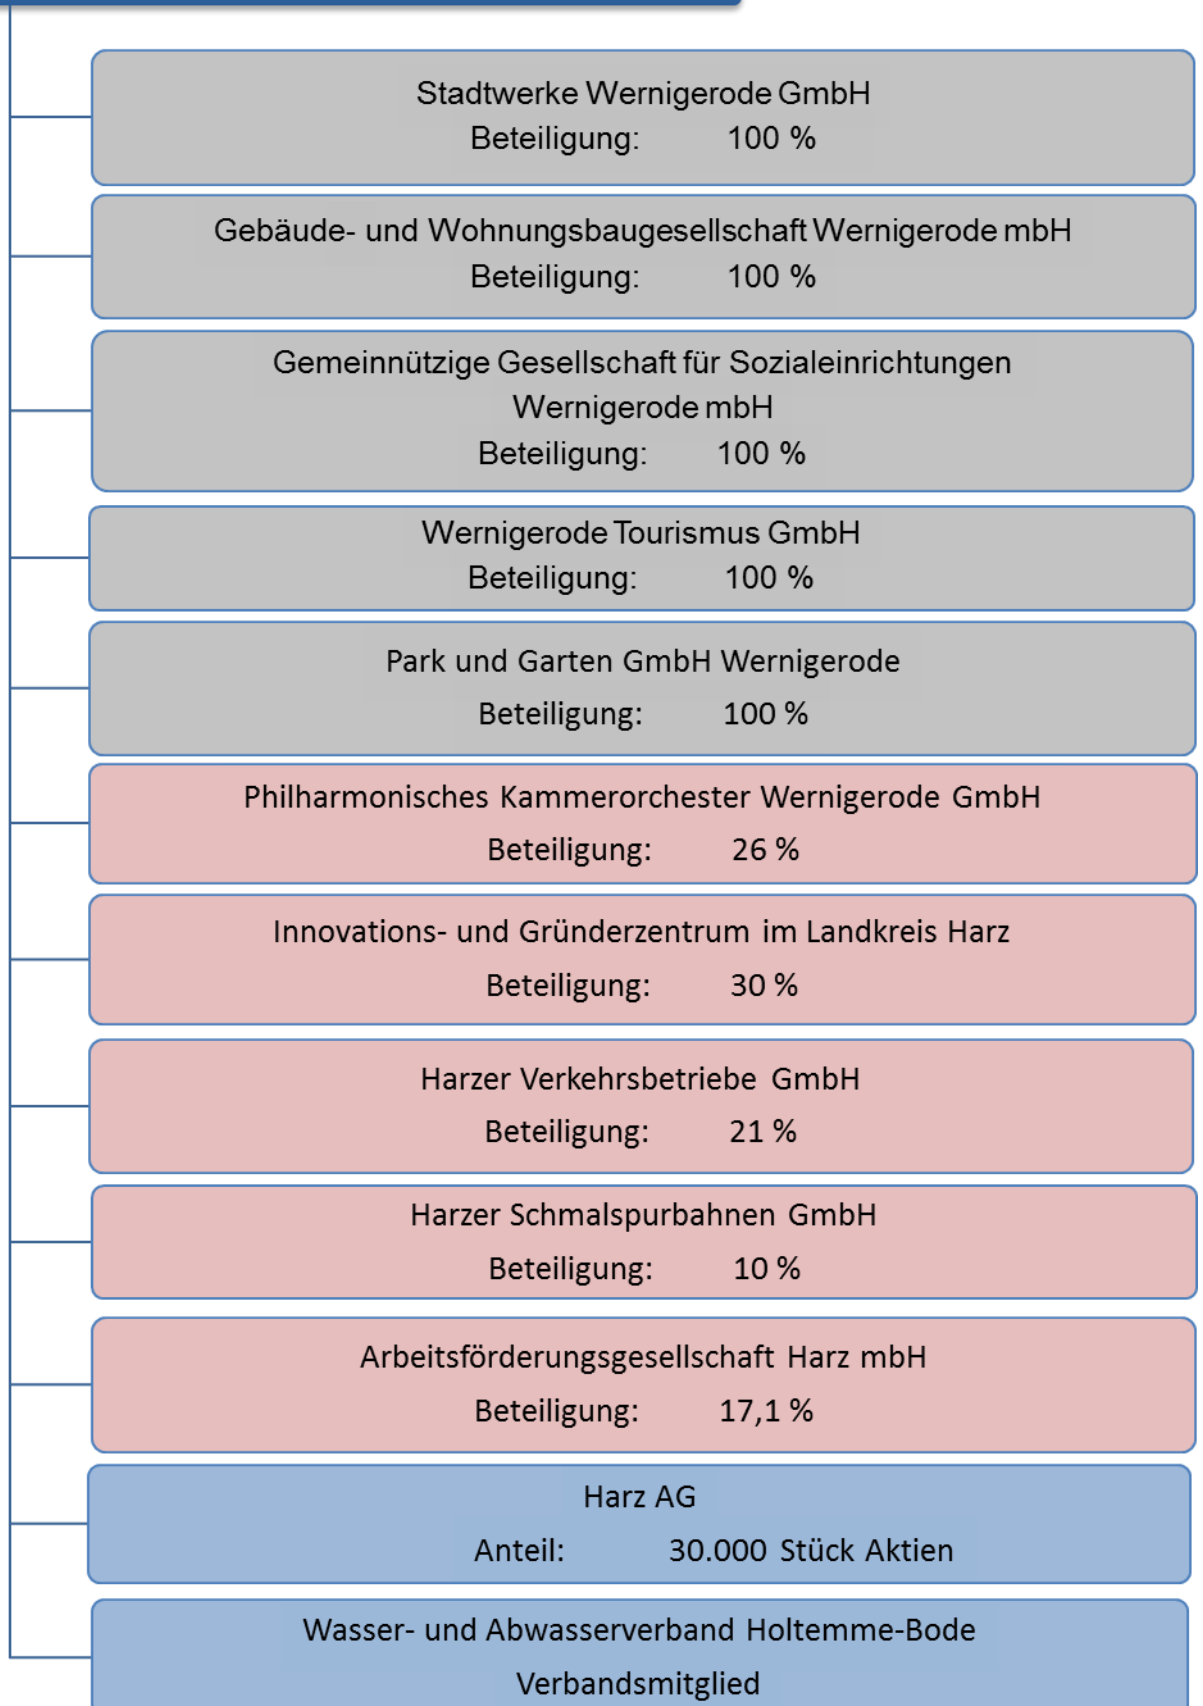 Stadtwerke Wernigerode GmbH
Beteiligung: 100 %
Gebäude- und Wohnungsbaugesellschaft Wernigerode mbH
Beteiligung: 100 %
Gemeinnützige Gesellschaft für Sozialeinrichtungen
Wernigerode mbH
Beteiligung: 100 %
Wernigerode Tourismus GmbH
Beteiligung: 100 %
Park und Garten GmbH Wernigerode
Beteiligung: 100 %
Philharmonisches Kammerorchester Wernigerode GmbH
Beteiligung: 26 %
Innovations- und Gründerzentrum im Landkreis Harz
Beteiligung: 30 %
Harzer Verkehrsbetriebe GmbH
Beteiligung: 21 %
Harzer Schmalspurbahnen GmbH
Beteiligung: 10 %
Arbeitsförderungsgesellschaft Harz mbH
Beteiligung: 17,1 %
Harz AG
Anteil: 30.000 Stück Aktien
Wasser- und Abwasserverband Holtemme-Bode
Verbandsmitglied